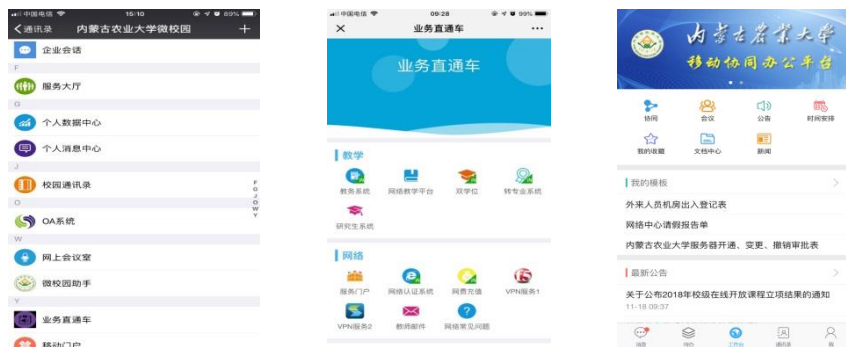 中国电信 15:10 89%
通讯录 内蒙古农业大学微校园 +
企业会话
F
服务大厅
G
个人数据中心
个人消息中心
J
校园通讯录
O
OA系统
W
网上会议室
微校园助手
Y
业务直通车
移动门户
F
G
J
O
W
Y
中国电信 09:28 99%
业务直通车
业务直通车
教学
教务系统 网络教学平台 双学位 转专业系统
研究生系统
网络
服务门户 网络认证系统 网费充值 VPN服务1
VPN服务2 教师邮件 网络常见问题
内蒙古农业大学
移动协同办公平台
协同 会议 公告 时间安排
我的收藏 文档中心 新闻
我的模板
外来人员机房出入登记表
网络中心请假报告单
内蒙古农业大学服务器开通、变更、撤销审批表
最新公告
关于公布2018年校级在线开放课程立项结果的通知
11-18 09:37
消息 待办 工作台 通讯录 我